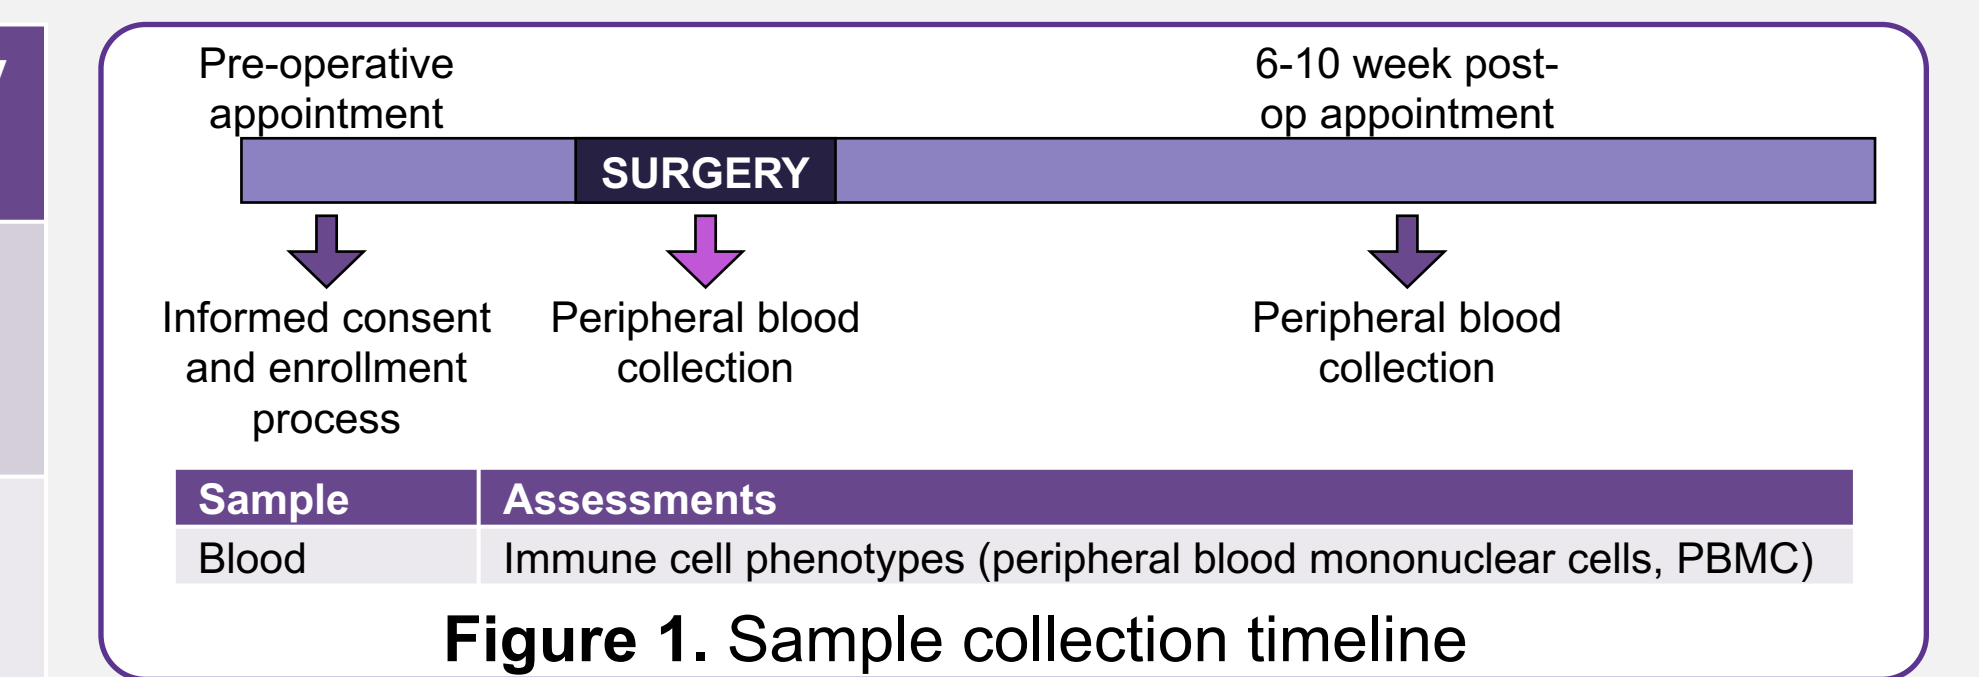 Pre-operative
appointment
6-10 week post-
op appointment
SURGERY
Informed consent
and enrollment
process
Peripheral blood
collection
Peripheral blood
collection
Sample Assessments
Blood Immune cell phenotypes (peripheral blood mononuclear cells, PBMC)
Figure 1. Sample collection timeline